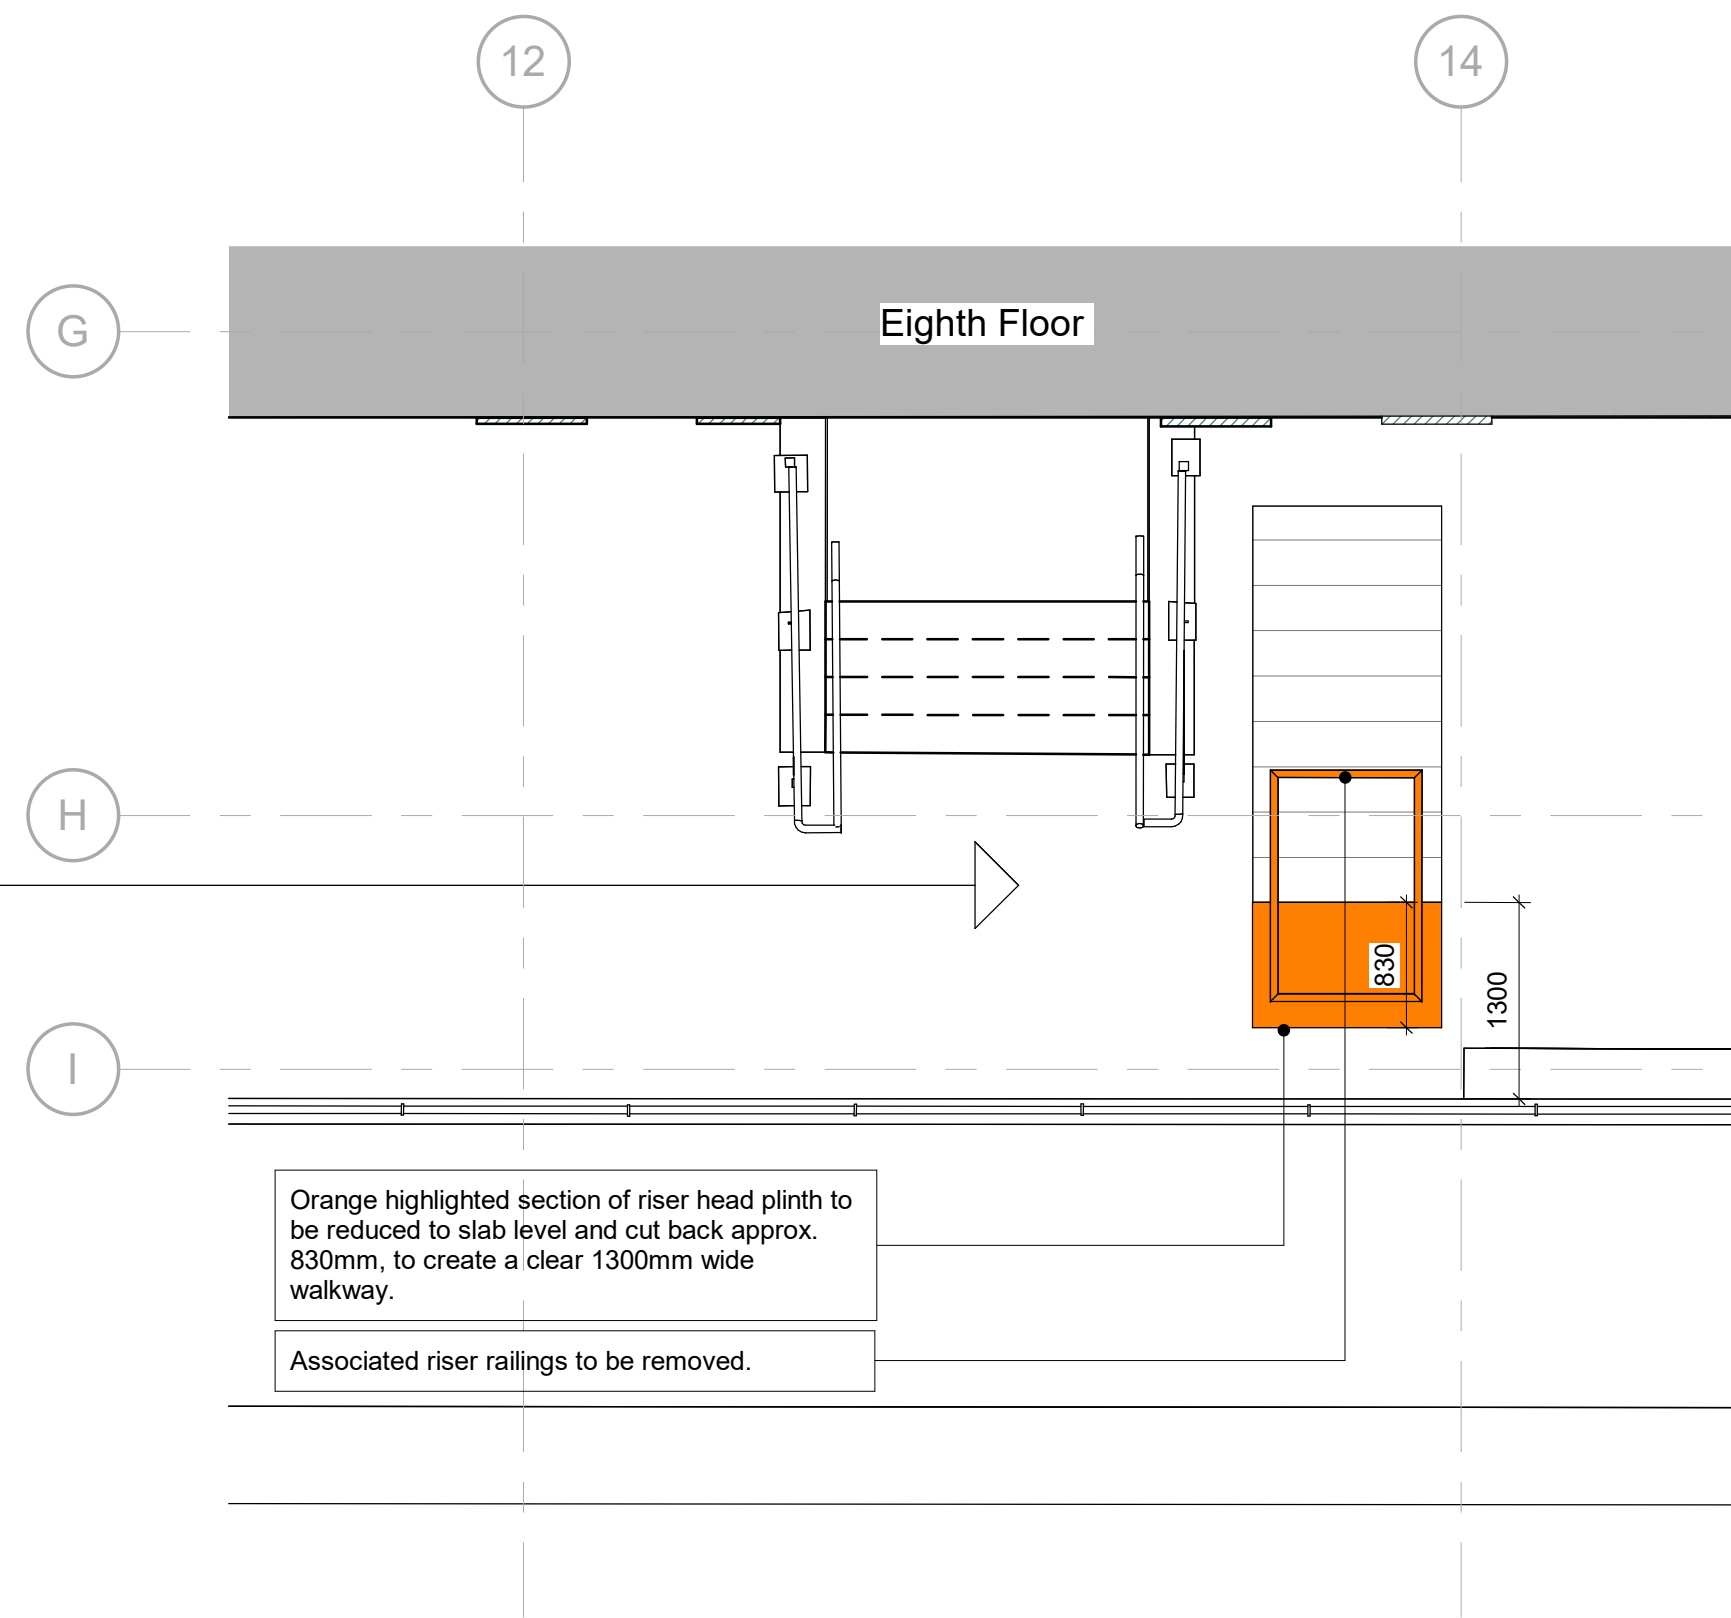 12
14
G
Eighth Floor
H
830
1300
I
Orange highlighted section of riser head plinth to
be reduced to slab level and cut back approx.
830mm, to create a clear 1300mm wide
walkway.
Associated riser railings to be removed.